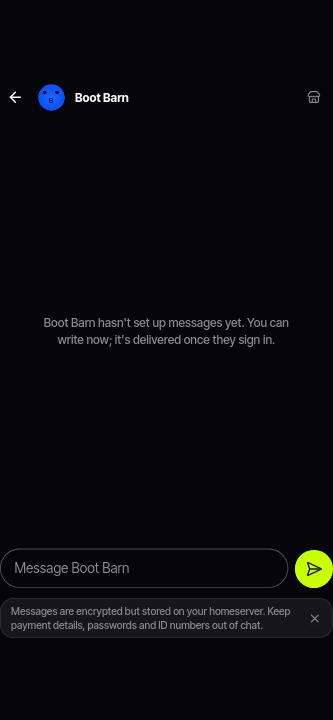 Boot Barn
Boot Barn hasn't set up messages yet. You can
write now; it's delivered once they sign in.
Message Boot Barn
Messages are encrypted but stored on your homeserver. Keep
payment details, passwords and ID numbers out of chat.